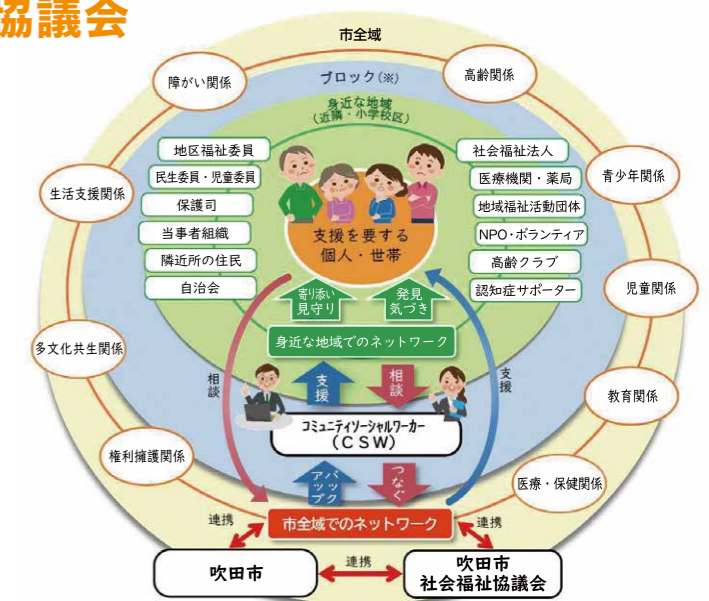 協議会
市全域
障がい関係
高齢関係
ブロック(※)
身近な地域
(近隣・小学校区)
地区福祉委員
民生委員・児童委員
保護司
当事者組織
隣近所の住民
自治会
社会福祉法人
医療機関・薬局
地域福祉活動団体
NPO・ボランティア
高齢クラブ
認知症サポーター
生活支援関係
青少年関係
支援を要する
個人・世帯
寄り添い
見守り
発見
気づき
児童関係
身近な地域でのネットワーク
多文化共生関係
相談
支援
相談
支援
教育関係
コミュニティソーシャルワーカー
(CSW)
権利擁護関係
バックアップ
つなぐ
医療・保健関係
連携
市全域でのネットワーク
連携
吹田市
連携
吹田市
社会福祉協議会